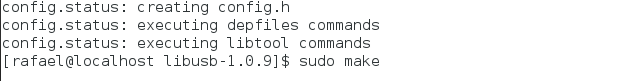 config.status: creating config.h
config.status: executing depfiles commands
config.status: executing libtool commands
[rafael@localhost libusb-1.0.9]$ sudo make